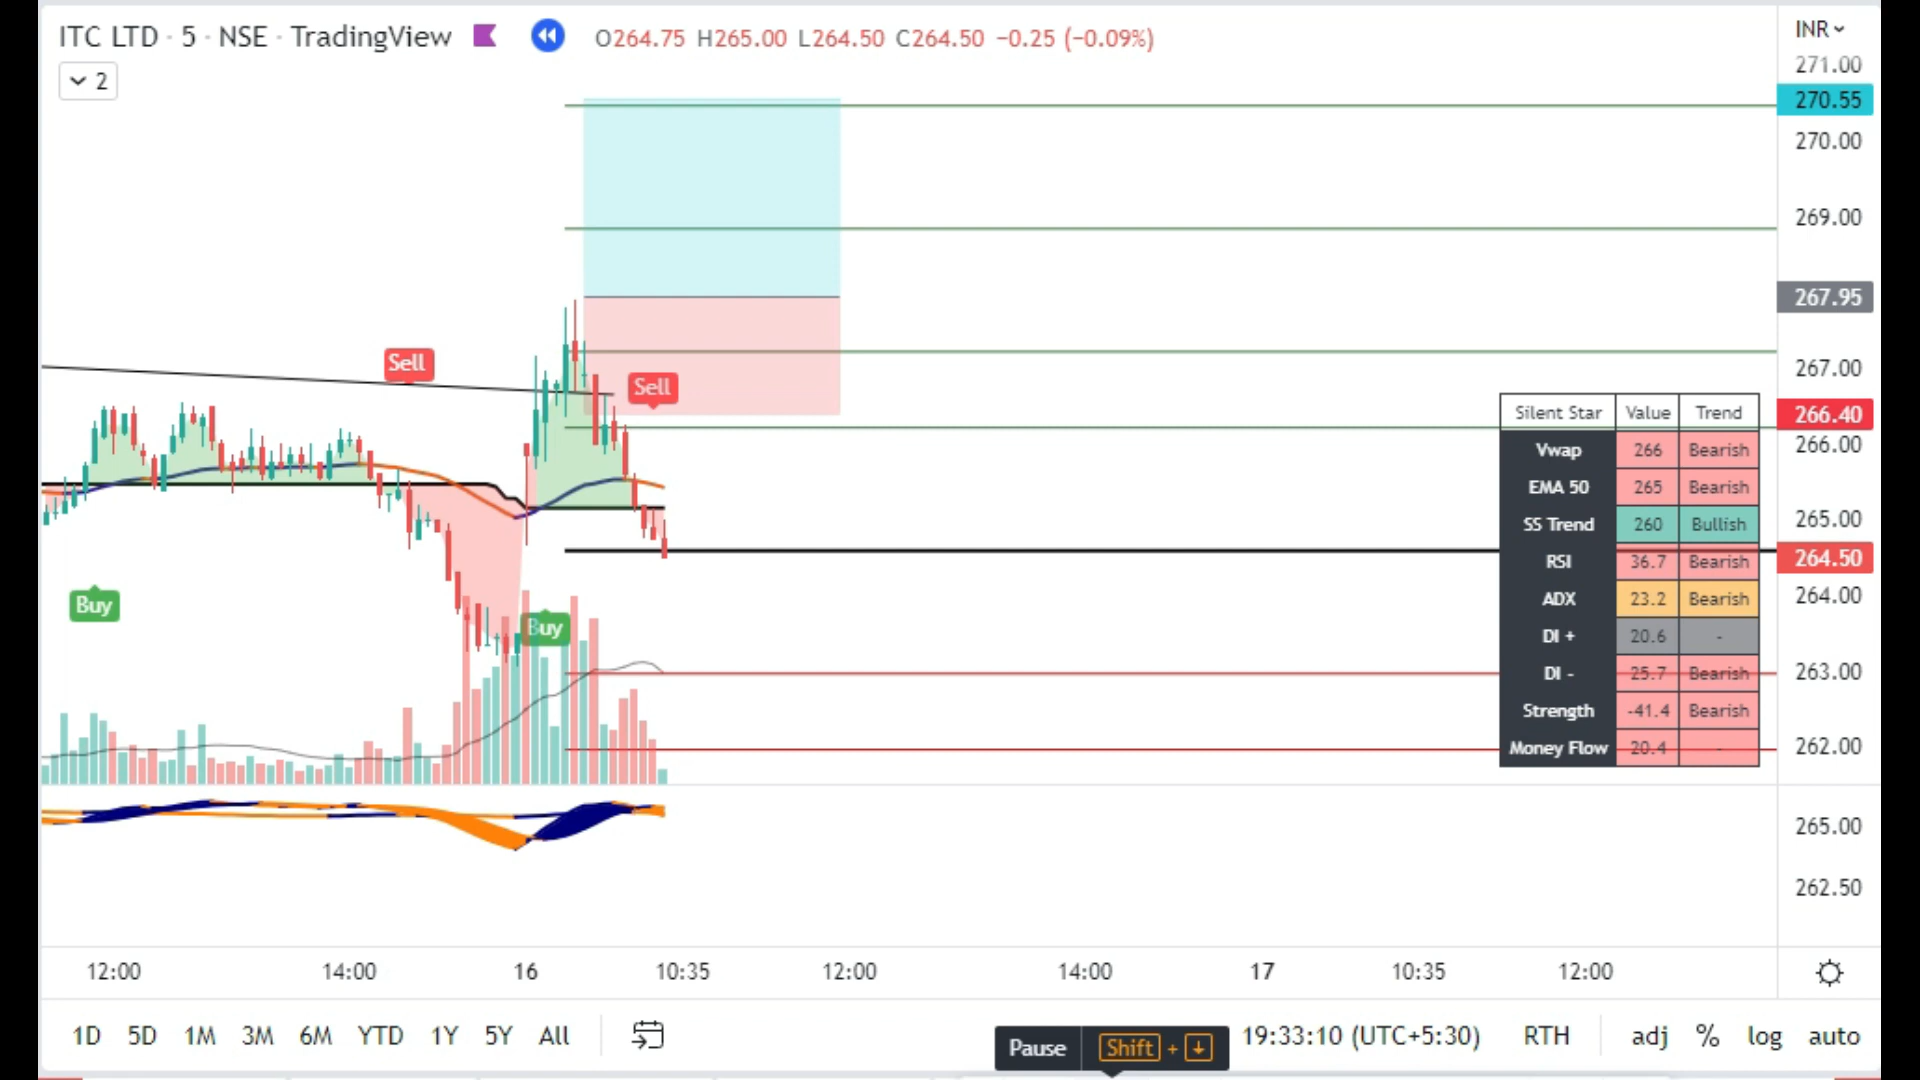 ITC LTD · 5 · NSE · TradingView O264.75 H265.00 L264.50 C264.50 −0.25 (−0.09%)
INR
2
271.00
270.55
270.00
269.00
267.95
267.00
266.40
266.00
265.00
264.50
264.00
263.00
262.00
265.00
262.50
Sell
Sell
Buy
Buy
Silent Star Value Trend
Vwap 266 Bearish
EMA 50 265 Bearish
SS Trend 260 Bullish
RSI 36.7 Bearish
ADX 23.2 Bearish
DI + 20.6 -
DI - 25.7 Bearish
Strength -41.4 Bearish
Money Flow 20.4 -
12:00 14:00 16 10:35 12:00 14:00 17 10:35 12:00
1D 5D 1M 3M 6M YTD 1Y 5Y All
Pause Shift + ↓
19:33:10 (UTC+5:30) RTH adj % log auto